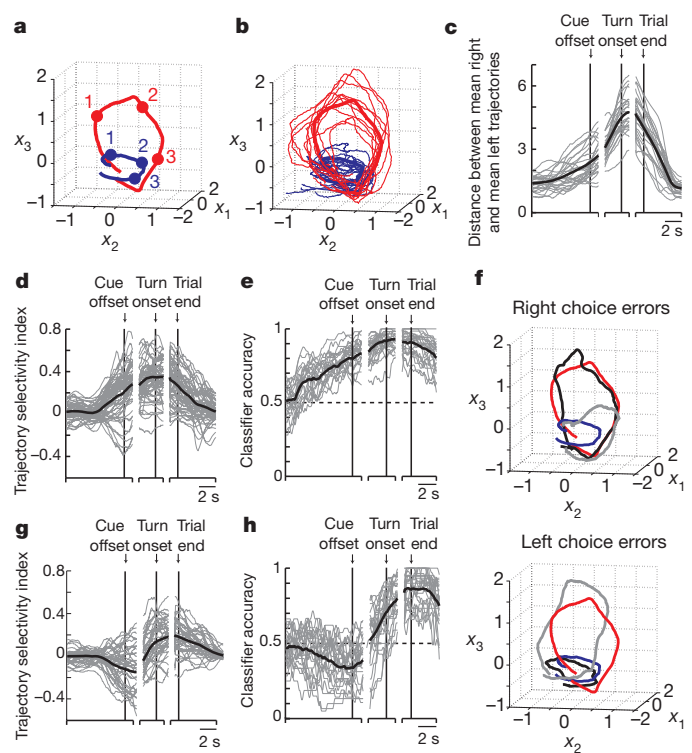 a
2
1
0
−1
x3
−1 0 1 2
x2
0
2
x1
1
2
3
1
2
3
b
2
1
0
−1
x3
−1 0 1 2
x2
0
2
x1
c
Cue offset
Turn onset
Trial end
Distance between mean right
and mean left trajectories
6
4
2
0
2 s
d
Cue offset
Turn onset
Trial end
Trajectory selectivity index
0.8
0.4
0
−0.4
2 s
e
Cue offset
Turn onset
Trial end
Classifier accuracy
1
0.5
0
2 s
f
Right choice errors
2
1
0
−1
x3
−1 0 1 2
x2
0
2
x1
g
Cue offset
Turn onset
Trial end
Trajectory selectivity index
0.8
0.4
0
−0.4
2 s
h
Cue offset
Turn onset
Trial end
Classifier accuracy
1
0.5
0
2 s
Left choice errors
2
1
0
−1
x3
−1 0 1 2
x2
0
2
x1